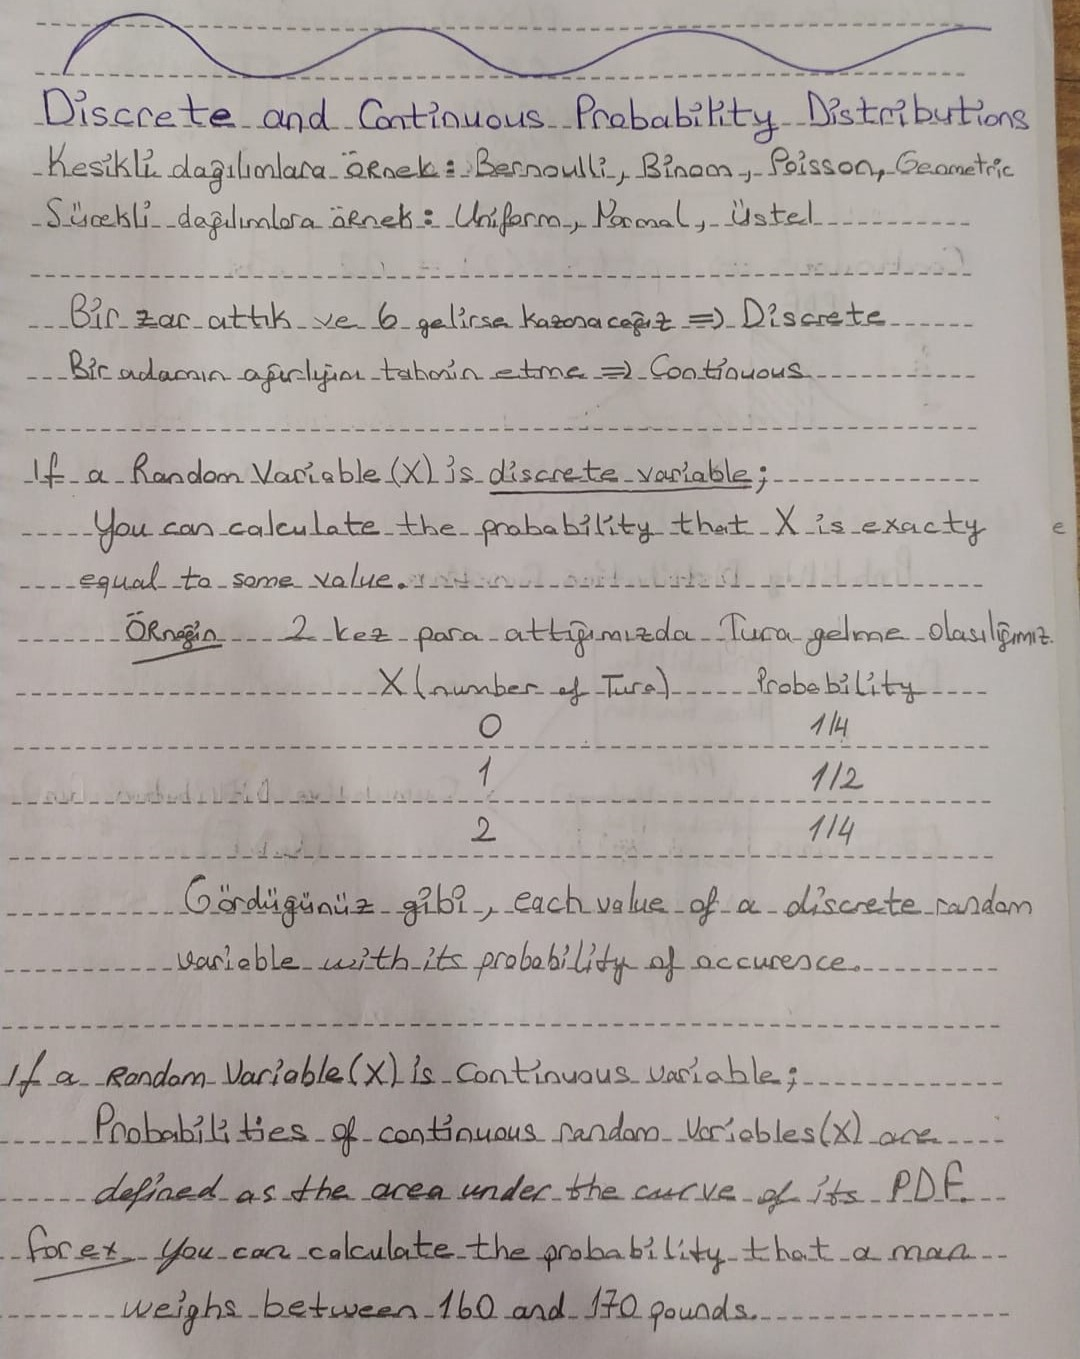 Discrete and Continuous Probability Distributions
Kesikli dağılımlara örnek: Bernoulli, Binom, Poisson, Geometric
Sürekli dağılımlara örnek: Uniform, Normal, Üstel
Bir zar attık ve 6 gelirse kazanacağız => Discrete
Bir adamın ağırlığını tahmin etme => Continuous
If a Random Variable (X) is discrete variable;
You can calculate the probability that X is exacty
equal to some value.
Örneğin 2 kez para attığımızda Tura gelme olasılığımız.
X (number of Tura) Probability
0 1/4
1 1/2
2 1/4
Gördüğünüz gibi, each value of a discrete random
variable with its probability of accurence.
If a Random Variable (X) is Continuous variable;
Probabilities of continuous random variables (X) are
defined as the area under the curve of its PDF.
for ex. You can calculate the probability that a man
weighs between 160 and 170 pounds.